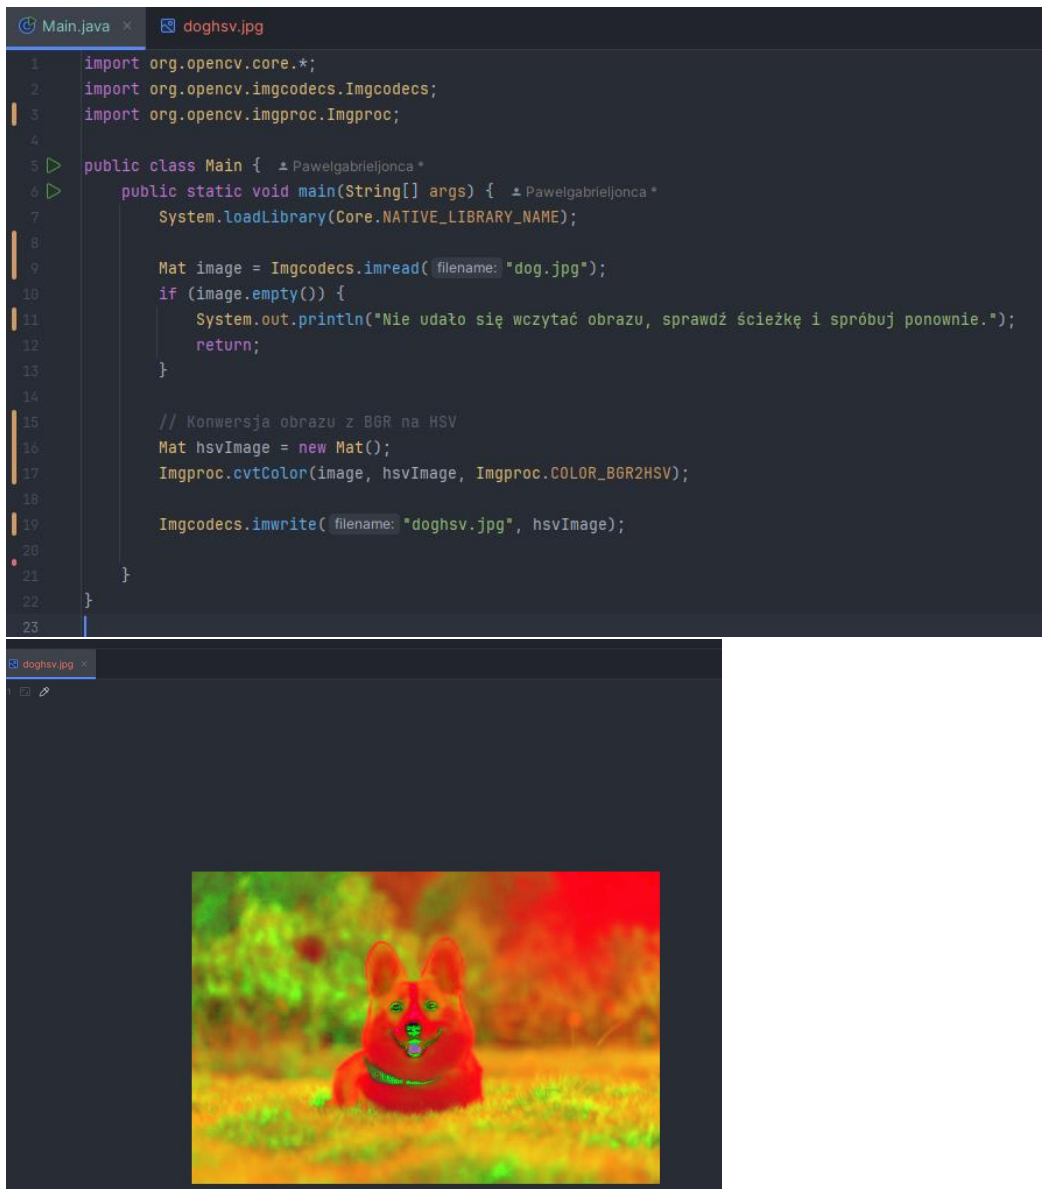 Main.java × doghsv.jpg
1 import org.opencv.core.*;
2 import org.opencv.imgcodecs.Imgcodecs;
3 import org.opencv.imgproc.Imgproc;
4
5 public class Main { Pawelgabrieljonca *
6 public static void main(String[] args) { Pawelgabrieljonca *
7 System.loadLibrary(Core.NATIVE_LIBRARY_NAME);
8
9 Mat image = Imgcodecs.imread( filename: "dog.jpg");
10 if (image.empty()) {
11 System.out.println("Nie udało się wczytać obrazu, sprawdź ścieżkę i spróbuj ponownie.");
12 return;
13 }
14
15 // Konwersja obrazu z BGR na HSV
16 Mat hsvImage = new Mat();
17 Imgproc.cvtColor(image, hsvImage, Imgproc.COLOR_BGR2HSV);
18
19 Imgcodecs.imwrite( filename: "doghsv.jpg", hsvImage);
20
21 }
22 }
23
doghsv.jpg ×